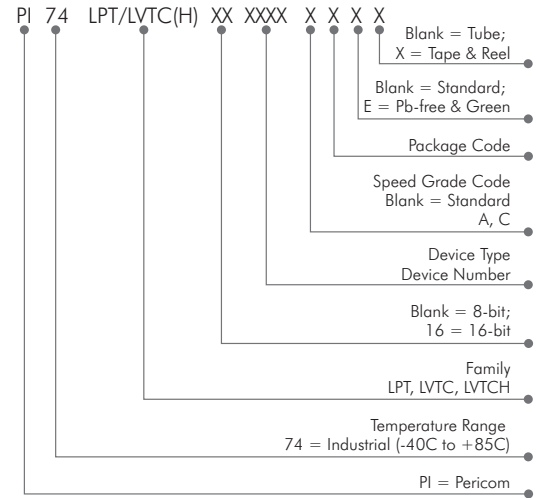 PI 74 LPT/LVTC(H) XX XXXX X X X X
Blank = Tube;
X = Tape & Reel
Blank = Standard;
E = Pb-free & Green
Package Code
Speed Grade Code
Blank = Standard
A, C
Device Type
Device Number
Blank = 8-bit;
16 = 16-bit
Family
LPT, LVTC, LVTCH
Temperature Range
74 = Industrial (-40C to +85C)
PI = Pericom